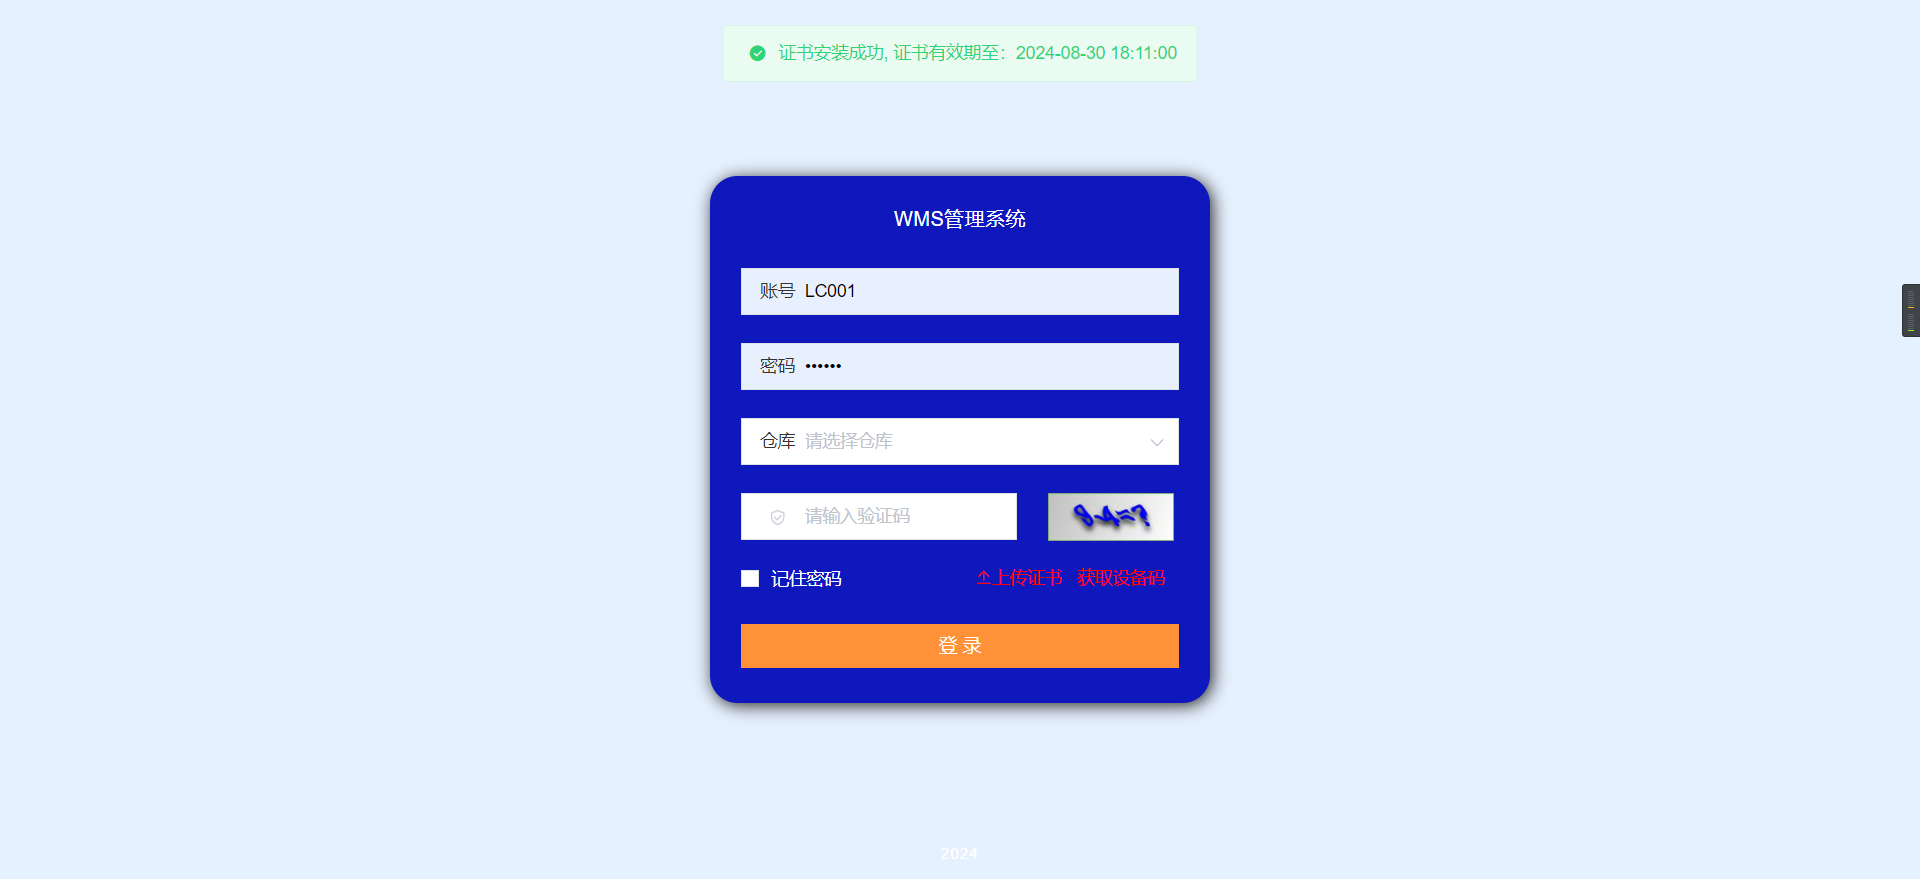 证书安装成功, 证书有效期至：2024-08-30 18:11:00
WMS管理系统
账号 LC001
密码 ••••••
仓库 请选择仓库
请输入验证码 8-4=?
记住密码 上传证书 获取设备码
登 录
2024